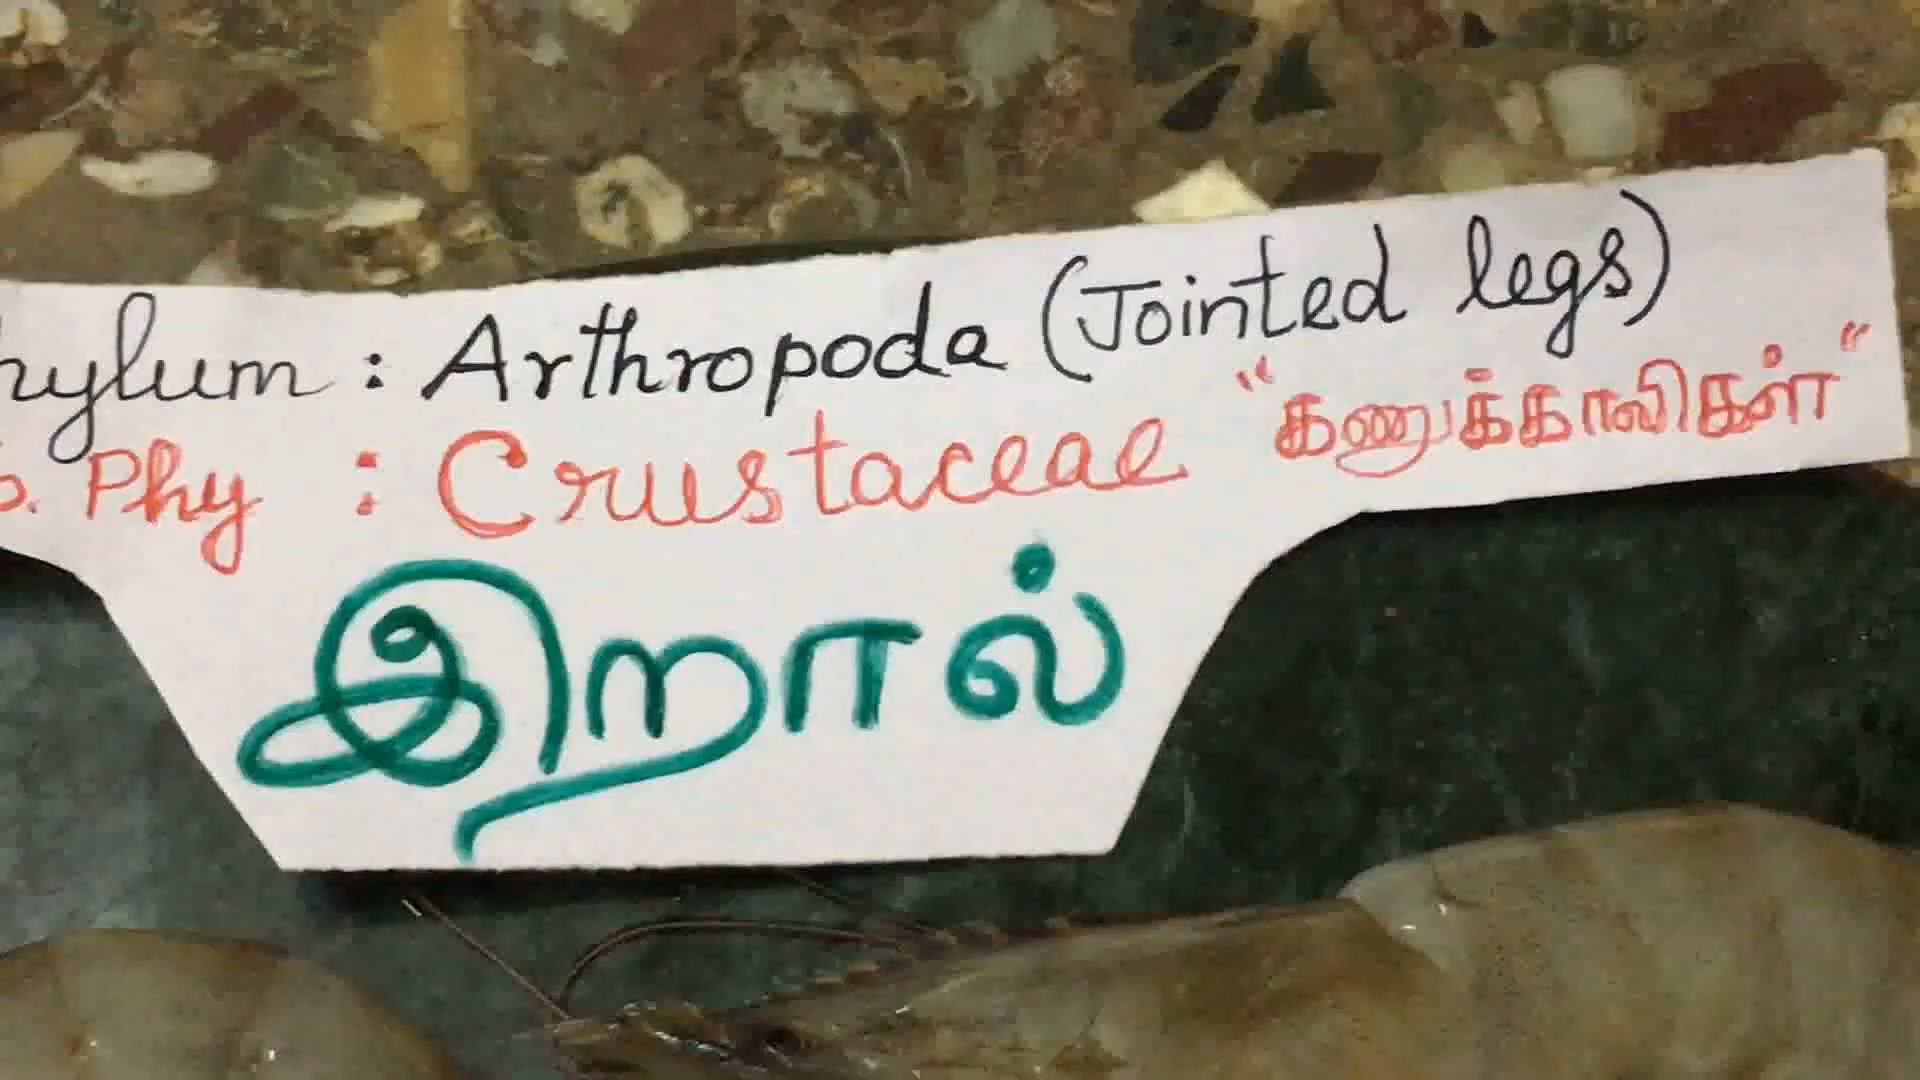 hylum : Arthropoda (Jointed legs)
b. Phy : Crustaceae "கணுக்காலிகள்"
இறால்